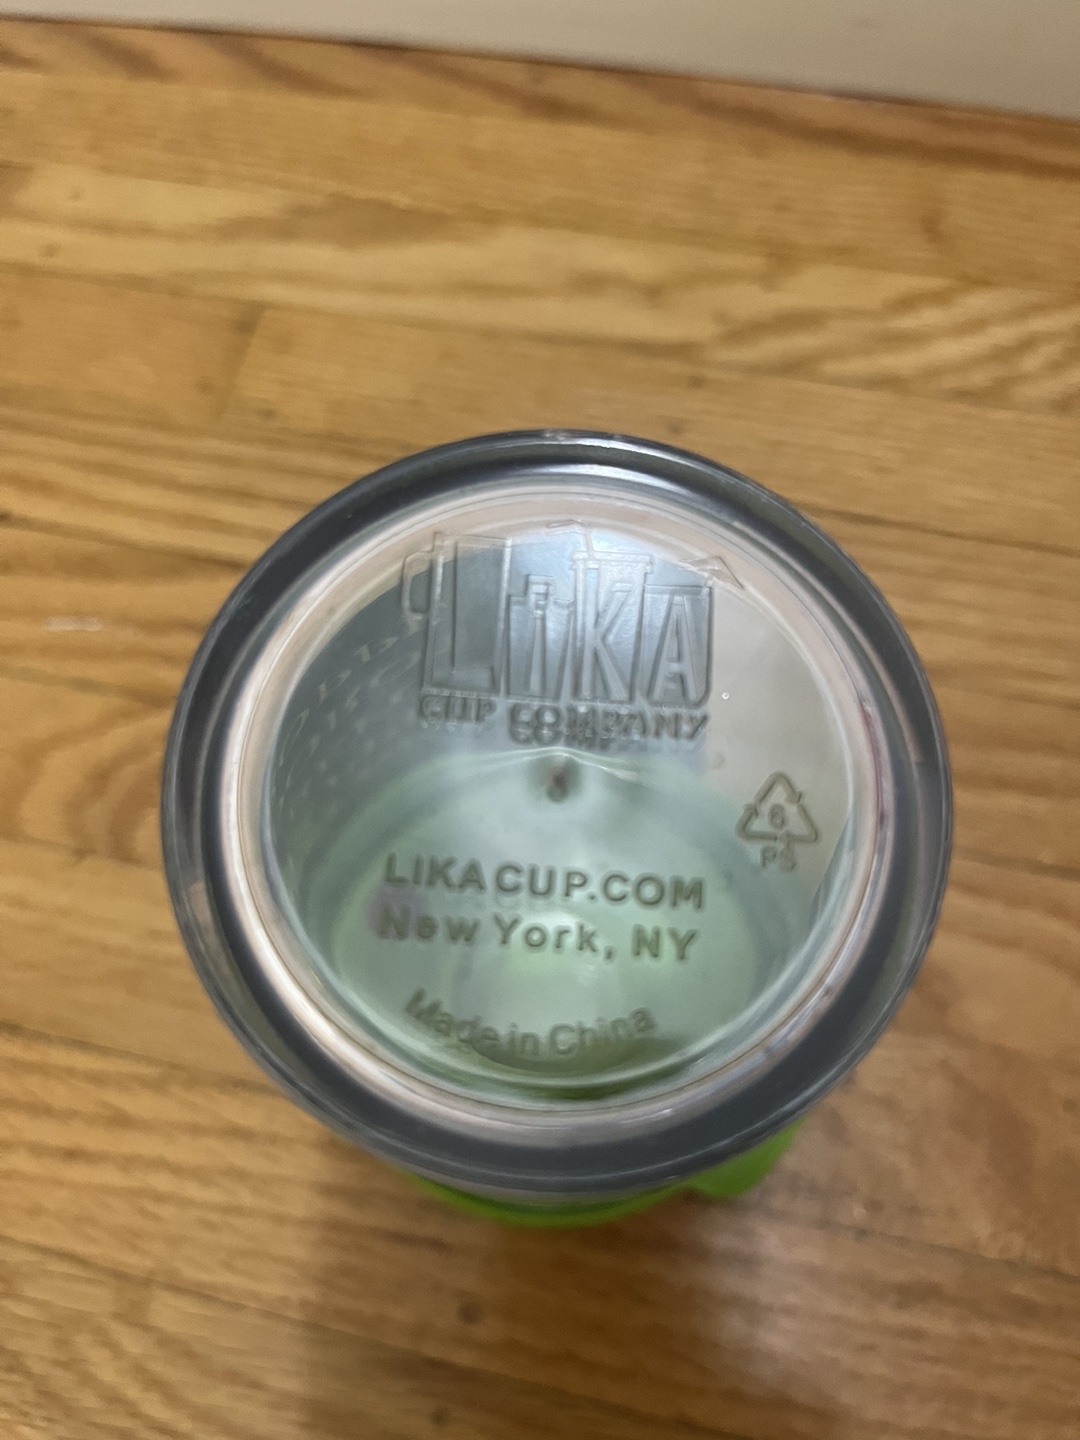 LiKA
CUP COMPANY
6
PS
LIKACUP.COM
New York, NY
Made in China